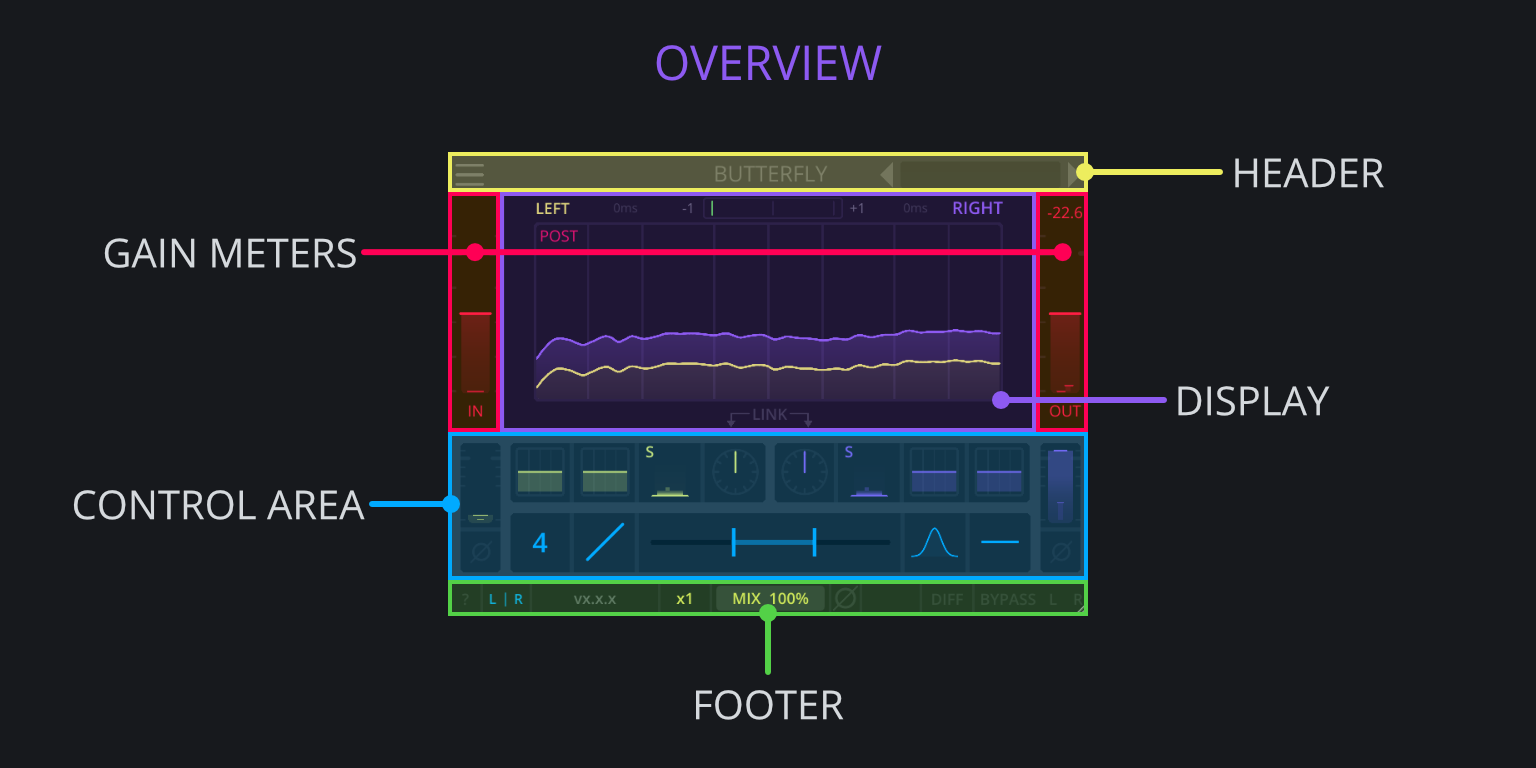 OVERVIEW
BUTTERFLY
HEADER
LEFT 0ms -1 +1 0ms RIGHT
-22.6
POST
GAIN METERS
IN
LINK
OUT
DISPLAY
S S
CONTROL AREA
4
? L | R vx.x.x x1 MIX 100% DIFF BYPASS L R
FOOTER